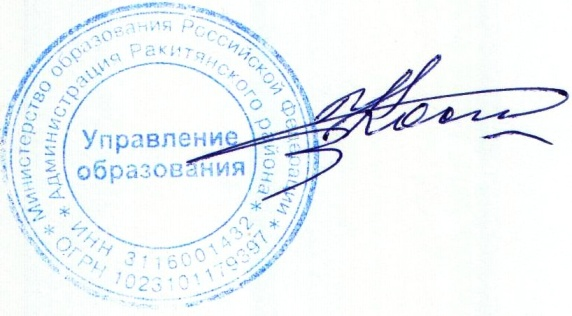 * Министерство образования Российской Федерации *
* Администрация Ракитянского района *
Управление
образования
ИНН 3116001432
ОГРН 1023101179397